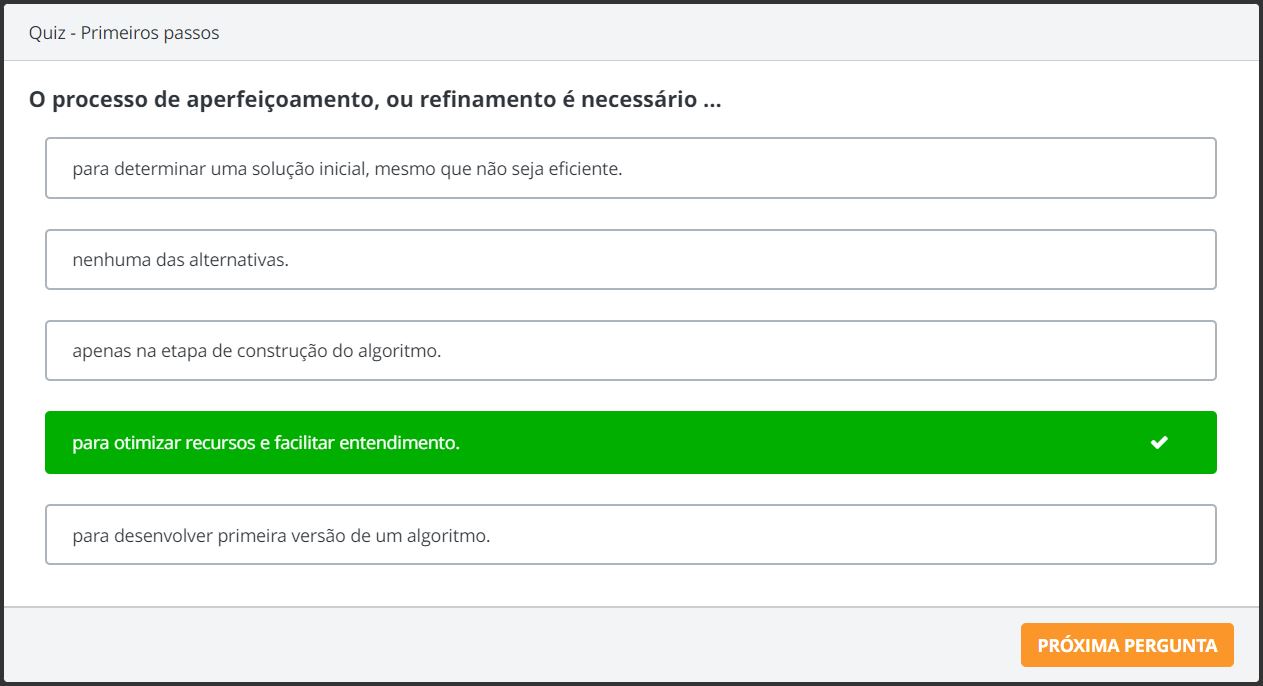 Quiz - Primeiros passos
O processo de aperfeiçoamento, ou refinamento é necessário ...
para determinar uma solução inicial, mesmo que não seja eficiente.
nenhuma das alternativas.
apenas na etapa de construção do algoritmo.
para otimizar recursos e facilitar entendimento.
para desenvolver primeira versão de um algoritmo.
PRÓXIMA PERGUNTA